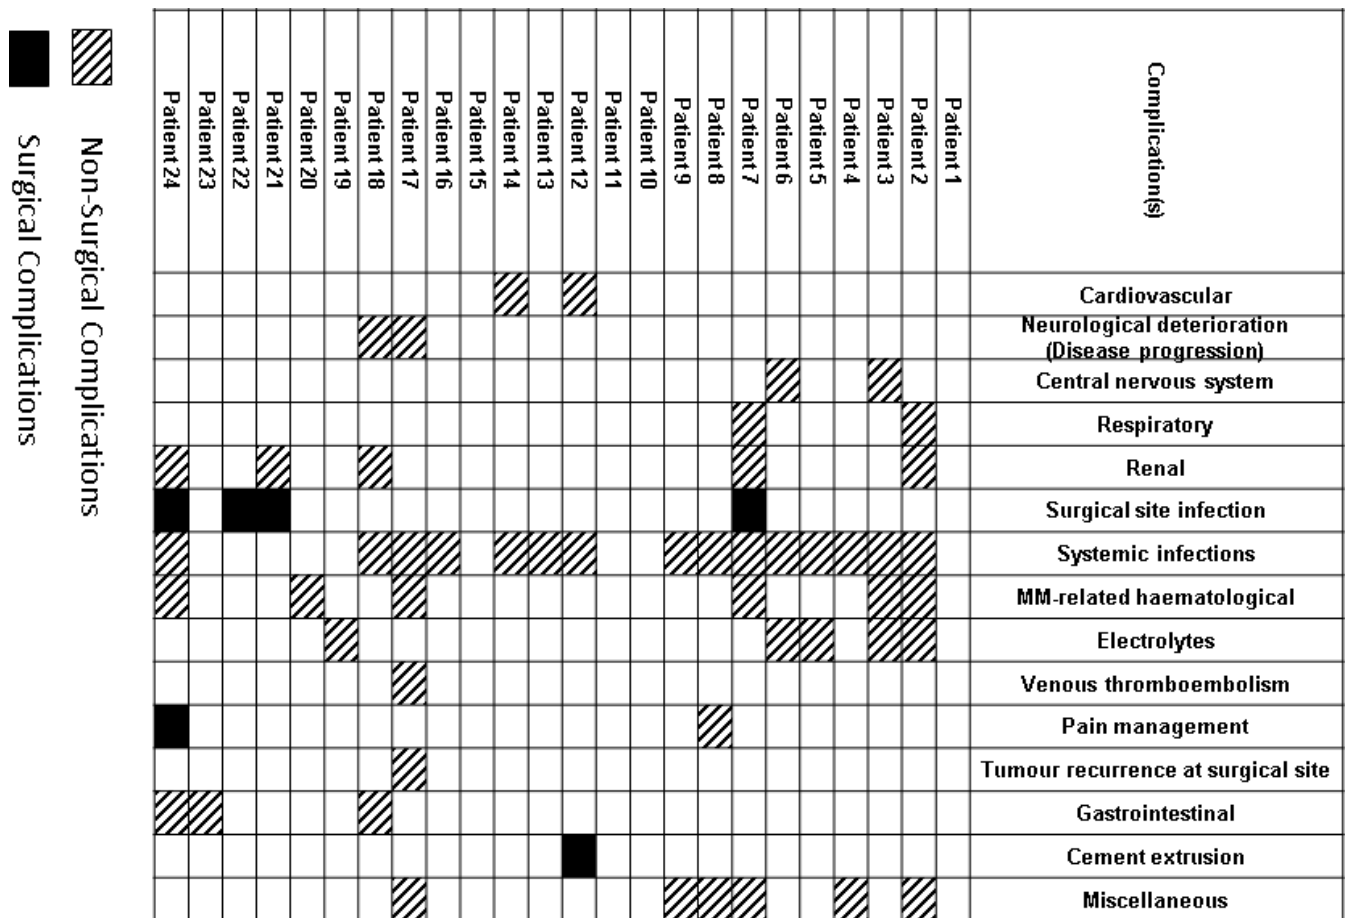 Complication(s)
Patient 1
Patient 2
Patient 3
Patient 4
Patient 5
Patient 6
Patient 7
Patient 8
Patient 9
Patient 10
Patient 11
Patient 12
Patient 13
Patient 14
Patient 15
Patient 16
Patient 17
Patient 18
Patient 19
Patient 20
Patient 21
Patient 22
Patient 23
Patient 24
Cardiovascular
Neurological deterioration
(Disease progression)
Central nervous system
Respiratory
Renal
Surgical site infection
Systemic infections
MM-related haematological
Electrolytes
Venous thromboembolism
Pain management
Tumour recurrence at surgical site
Gastrointestinal
Cement extrusion
Miscellaneous
Non-Surgical Complications
Surgical Complications